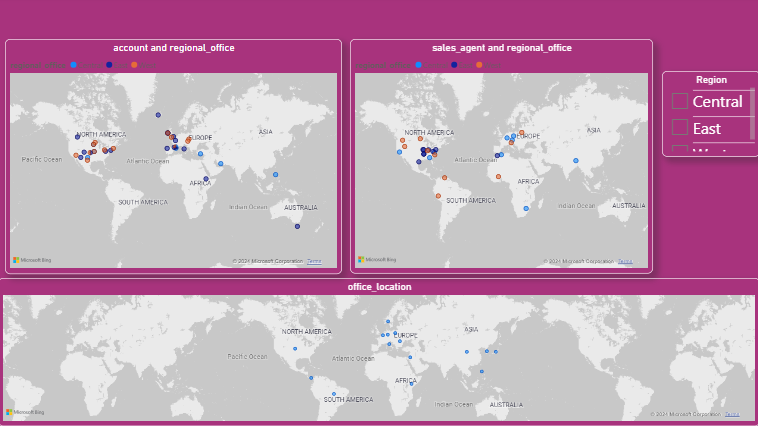 account and regional_office
NORTH AMERICA
EUROPE
ASIA
Pacific Ocean
Atlantic Ocean
AFRICA
SOUTH AMERICA
Indian Ocean
AUSTRALIA
Microsoft Bing
© 2024 Microsoft Corporation Terms
sales_agent and regional_office
NORTH AMERICA
EUROPE
ASIA
Atlantic Ocean
AFRICA
SOUTH AMERICA
Indian Ocean
AUSTRALIA
Microsoft Bing
© 2024 Microsoft Corporation Terms
Region
Central
East
office_location
NORTH AMERICA
EUROPE
ASIA
Pacific Ocean
Atlantic Ocean
AFRICA
SOUTH AMERICA
Indian Ocean
AUSTRALIA
Microsoft Bing
© 2024 Microsoft Corporation Terms